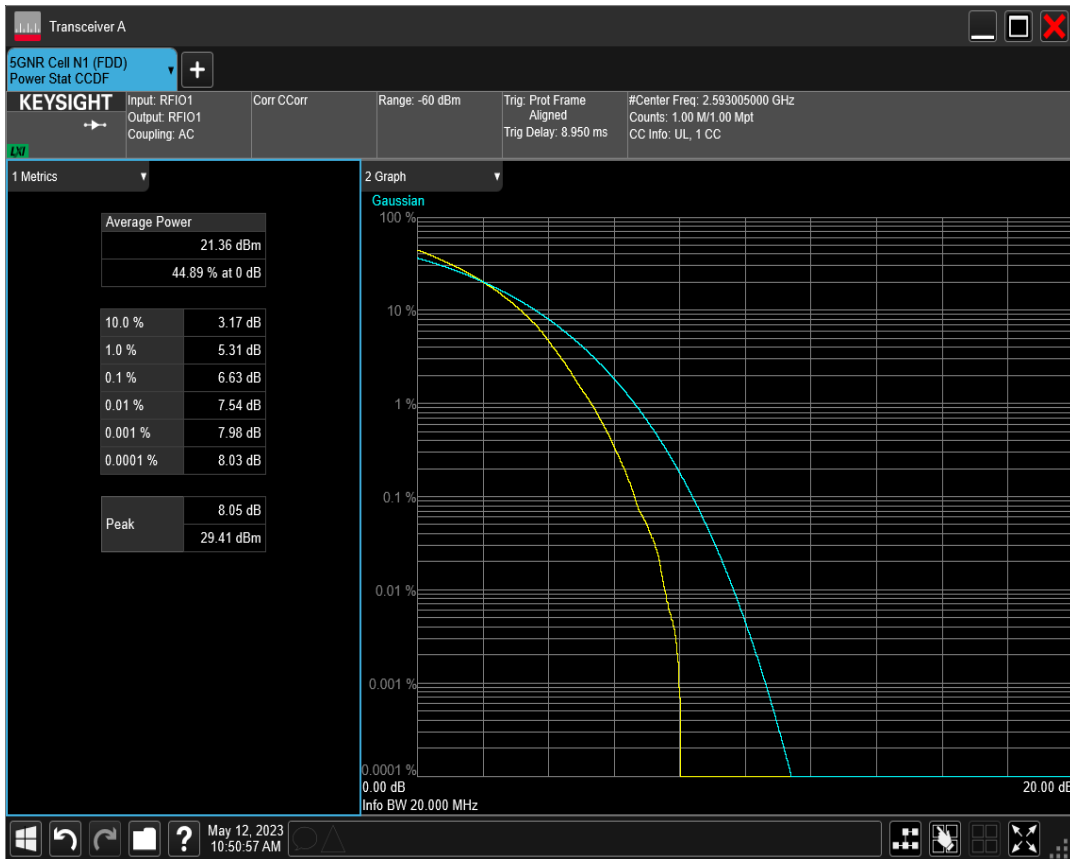 Transceiver A
5GNR Cell N1 (FDD)
Power Stat CCDF
KEYSIGHT
LXI
Input: RFIO1
Output: RFIO1
Coupling: AC
Corr CCorr
Range: -60 dBm
Trig: Prot Frame
Aligned
Trig Delay: 8.950 ms
#Center Freq: 2.593005000 GHz
Counts: 1.00 M/1.00 Mpt
CC Info: UL, 1 CC
1 Metrics
Average Power
21.36 dBm
44.89 % at 0 dB
10.0 % 3.17 dB
1.0 % 5.31 dB
0.1 % 6.63 dB
0.01 % 7.54 dB
0.001 % 7.98 dB
0.0001 % 8.03 dB
Peak
8.05 dB
29.41 dBm
2 Graph
Gaussian
100 %
10 %
1 %
0.1 %
0.01 %
0.001 %
0.0001 %
0.00 dB 20.00 dB
Info BW 20.000 MHz
?
May 12, 2023
10:50:57 AM